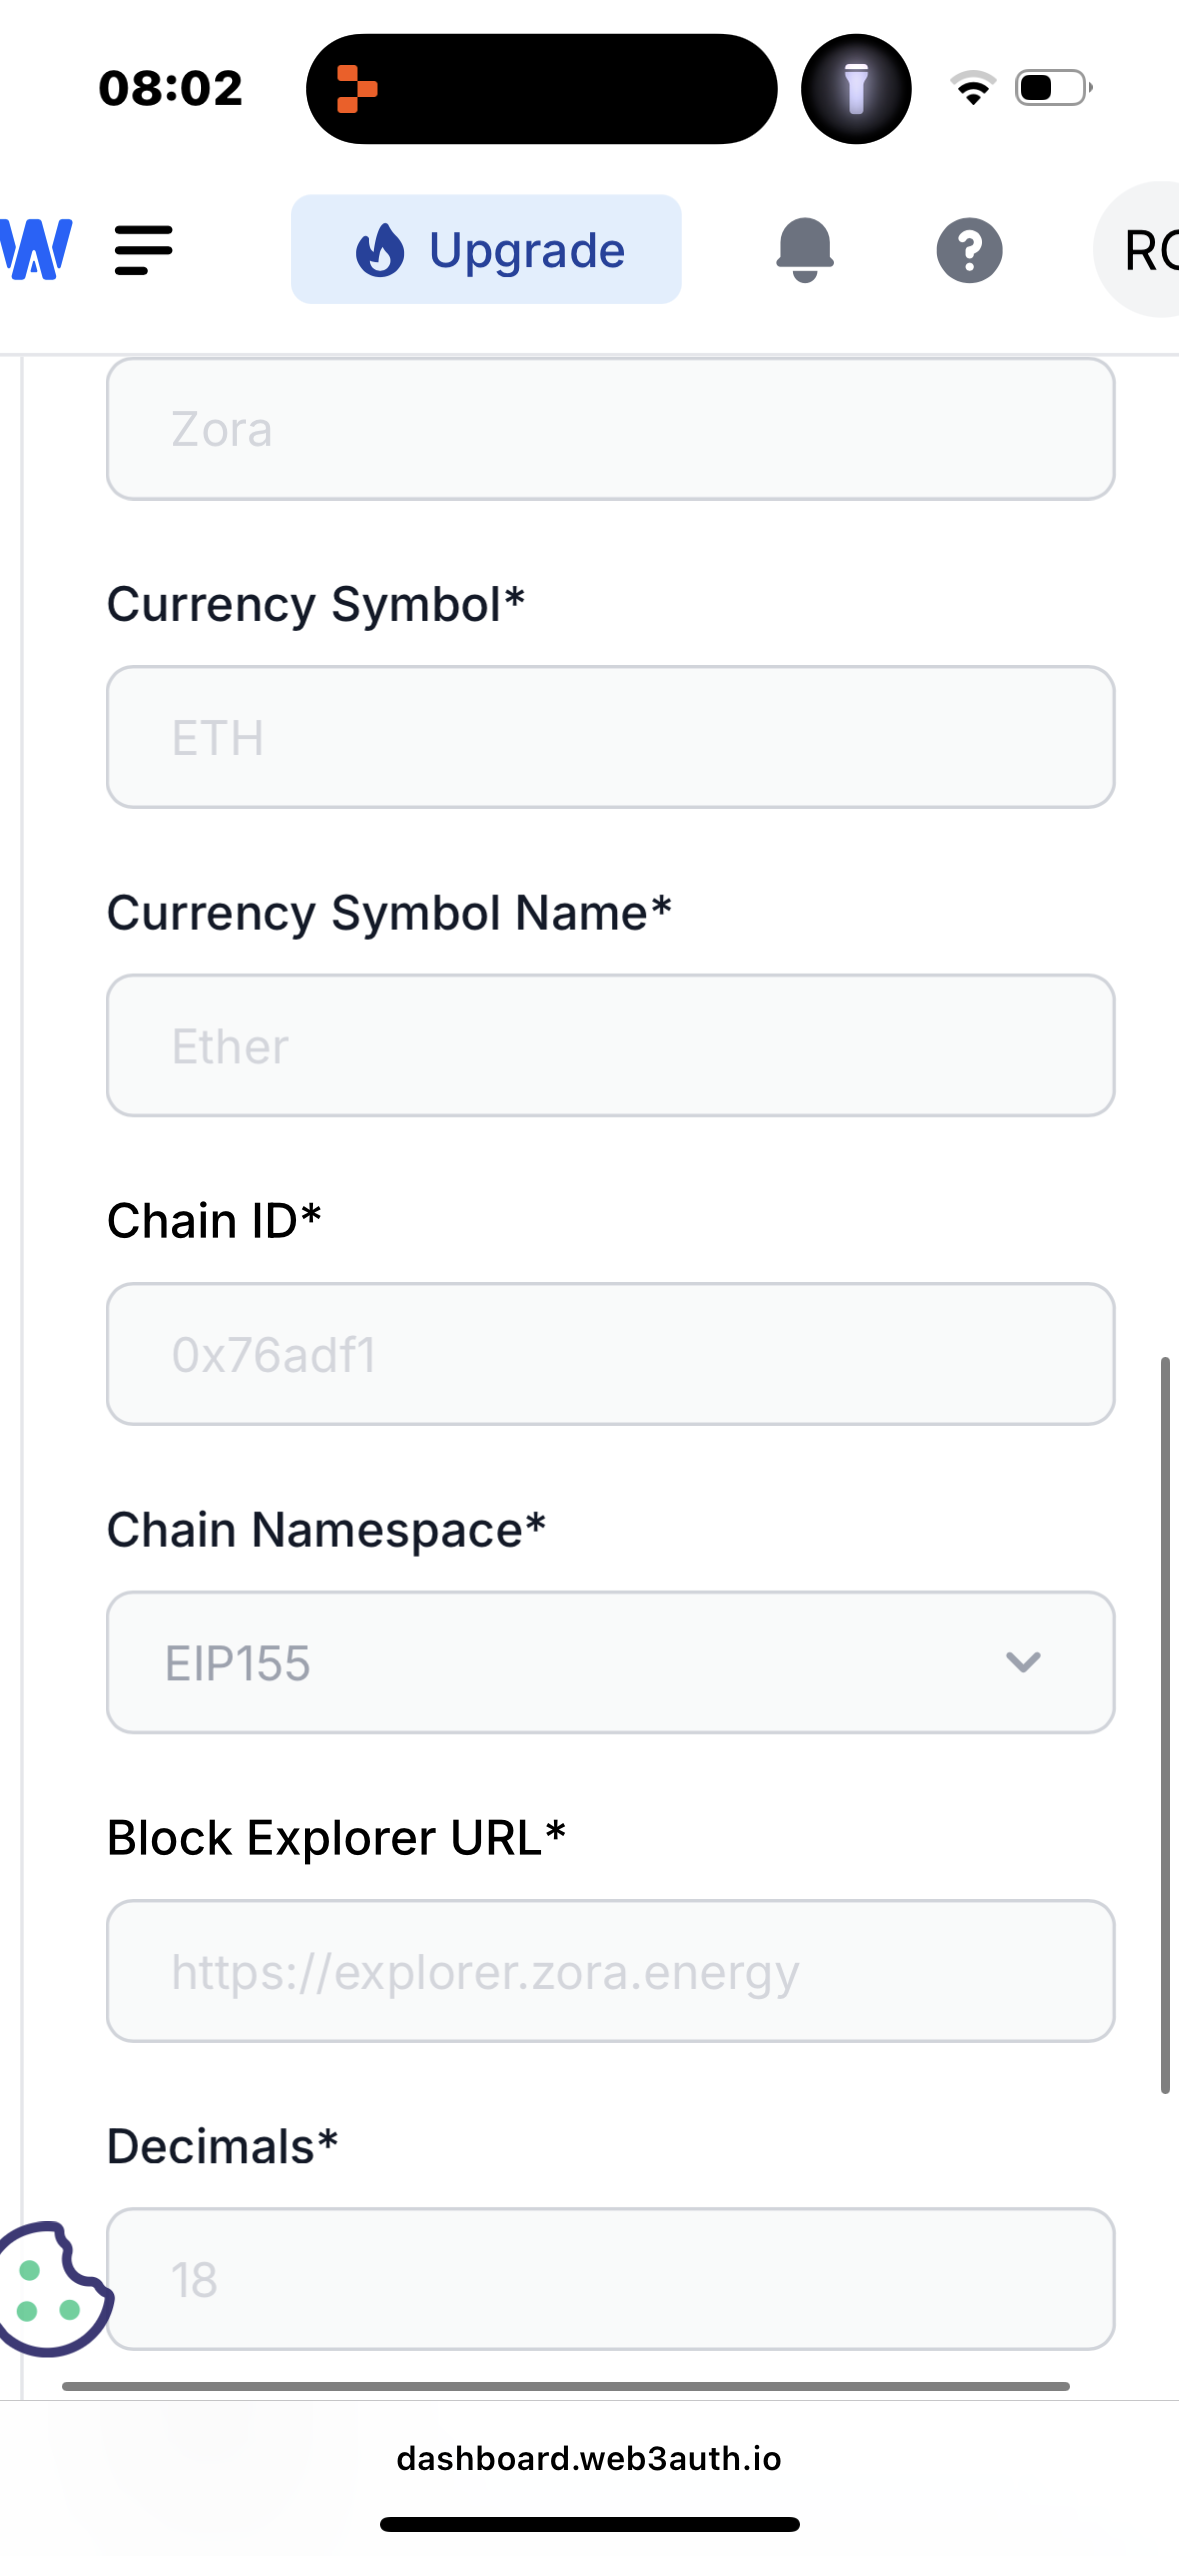 08:02
Upgrade
RO
Zora
Currency Symbol*
ETH
Currency Symbol Name*
Ether
Chain ID*
0x76adf1
Chain Namespace*
EIP155
Block Explorer URL*
https://explorer.zora.energy
Decimals*
18
dashboard.web3auth.io